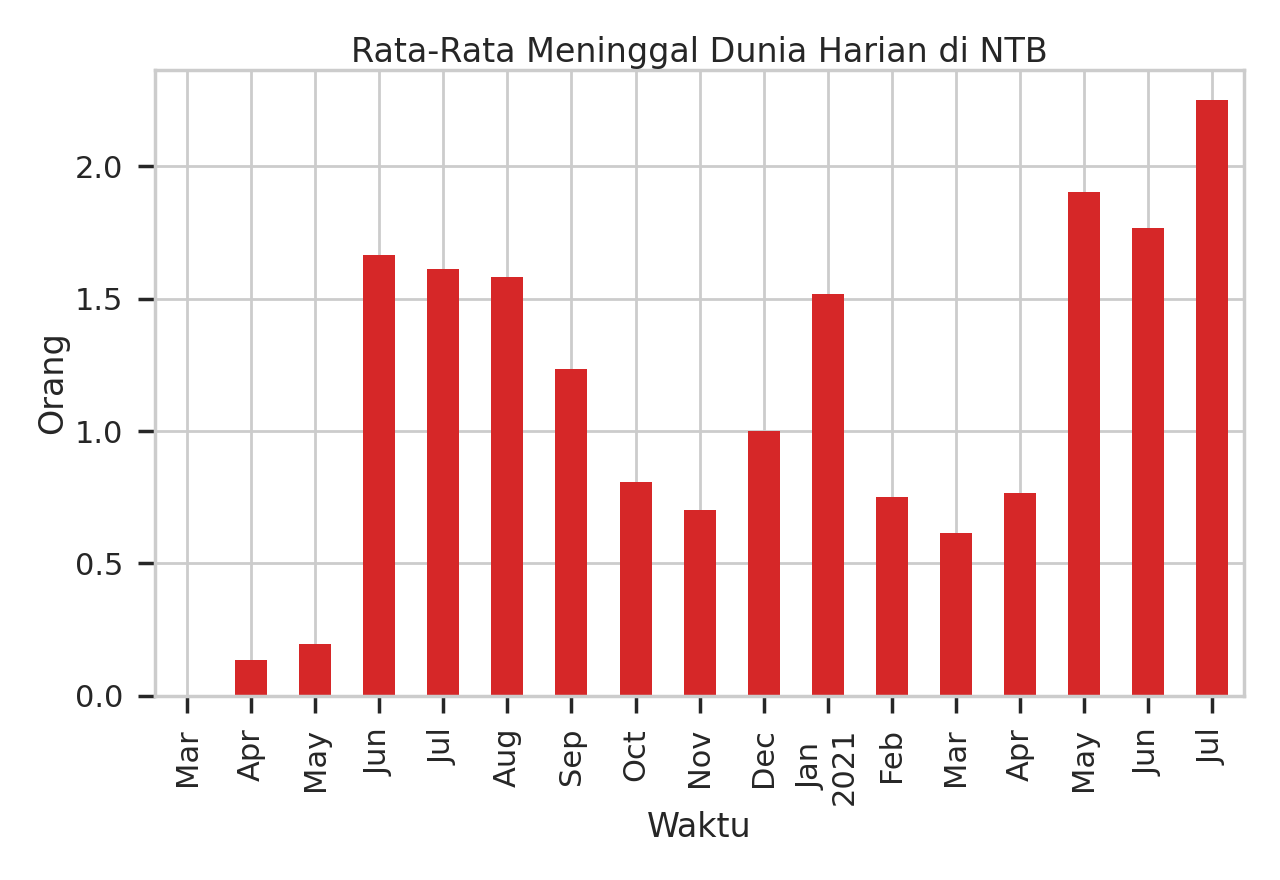 Rata-Rata Meninggal Dunia Harian di NTB
Orang
2.0
1.5
1.0
0.5
0.0
Mar
Apr
May
Jun
Jul
Aug
Sep
Oct
Nov
Dec
Jan
2021
Feb
Mar
Apr
May
Jun
Jul
Waktu